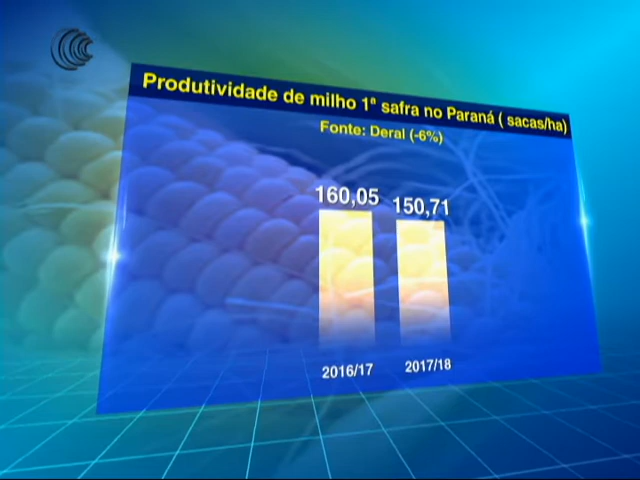 Produtividade de milho 1ª safra no Paraná ( sacas/ha)
Fonte: Deral (-6%)
160,05 150,71
2016/17 2017/18